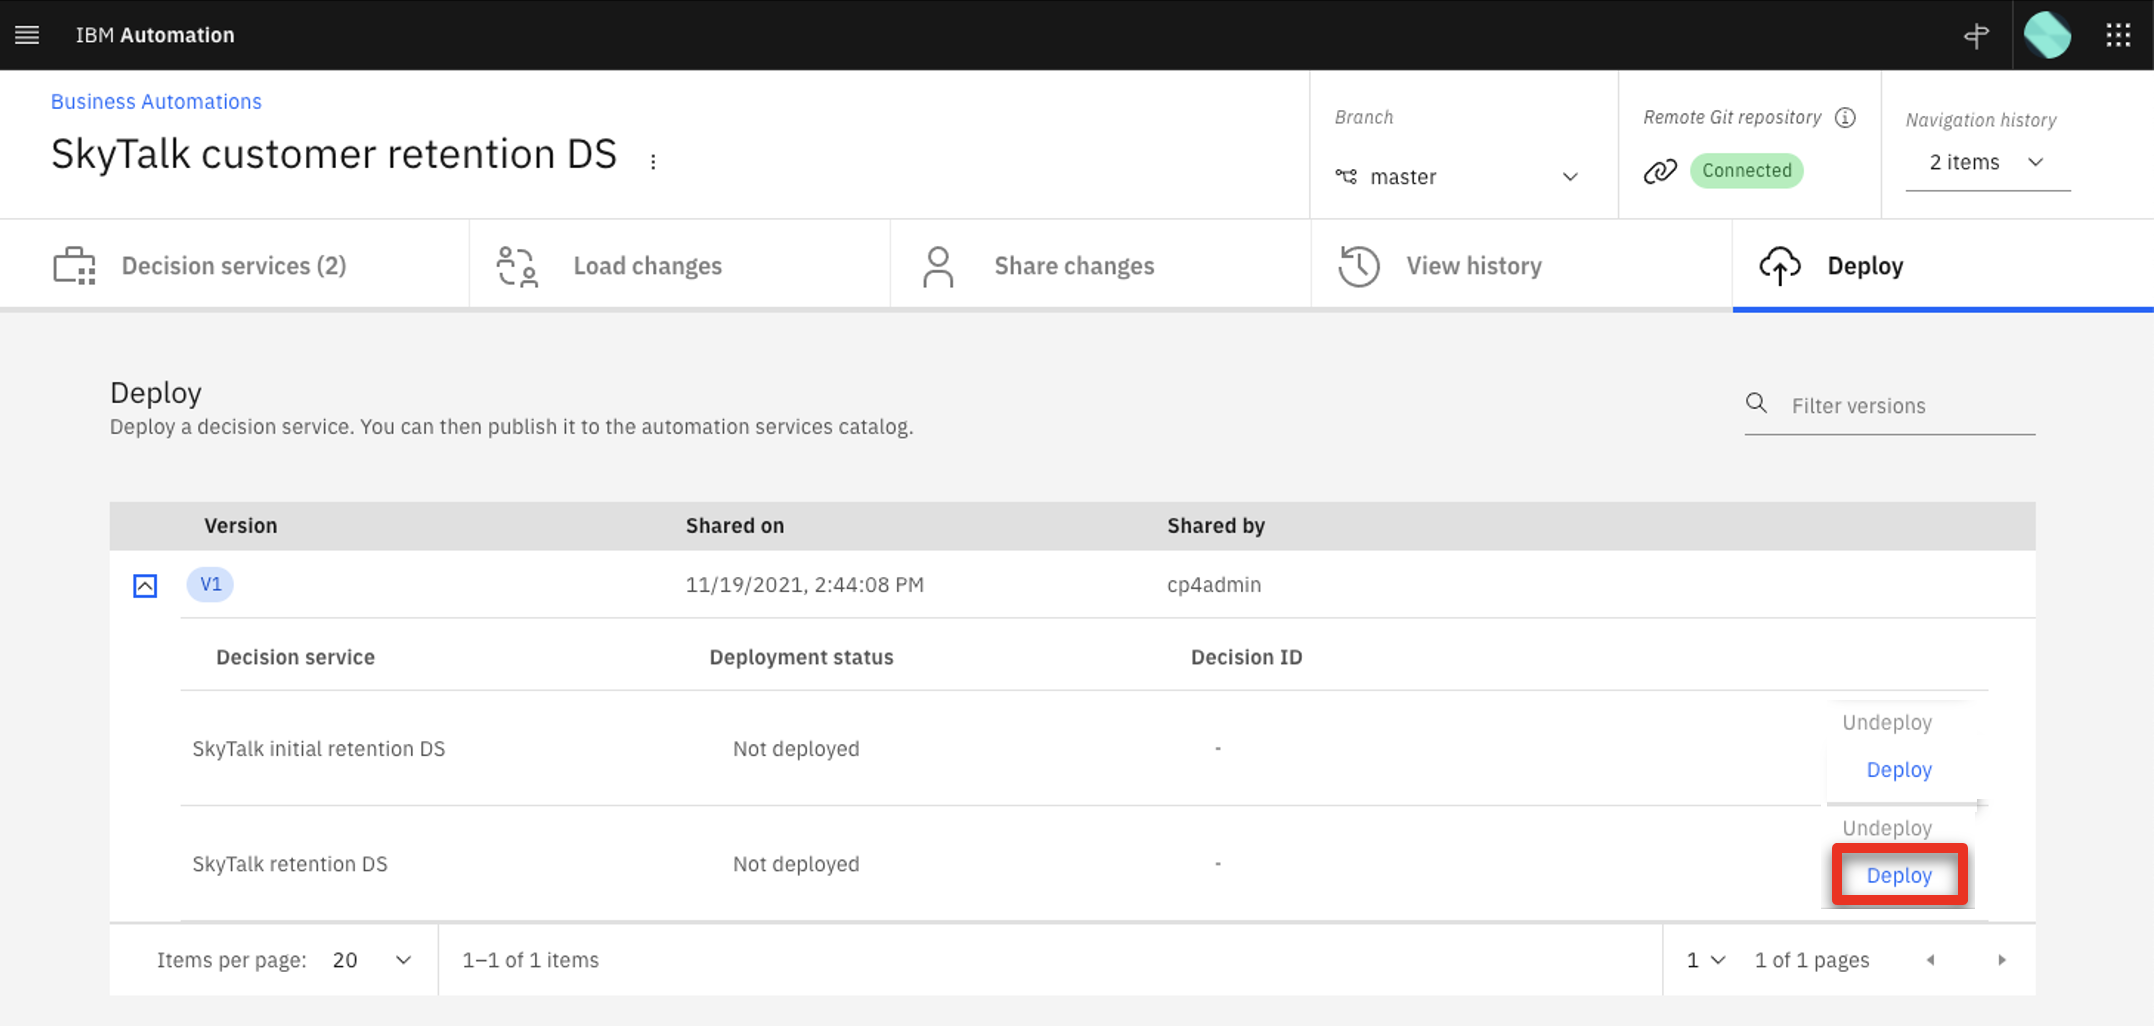 IBM Automation
Business Automations
SkyTalk customer retention DS
Branch
master
Remote Git repository
Connected
Navigation history
2 items
Decision services (2)
Load changes
Share changes
View history
Deploy
Deploy
Deploy a decision service. You can then publish it to the automation services catalog.
Filter versions
Version Shared on Shared by
V1 11/19/2021, 2:44:08 PM cp4admin
Decision service Deployment status Decision ID
Undeploy
SkyTalk initial retention DS Not deployed -
Deploy
Undeploy
SkyTalk retention DS Not deployed -
Deploy
Items per page: 20 1–1 of 1 items 1 1 of 1 pages